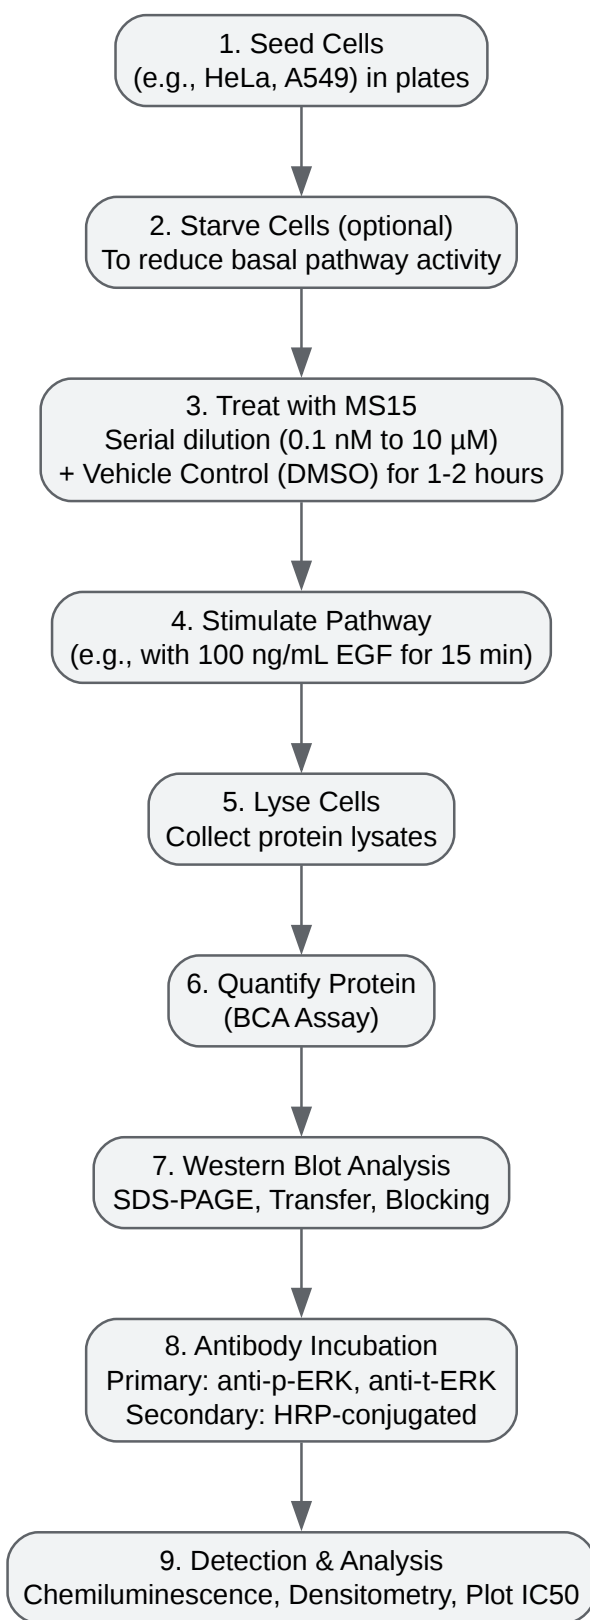 1. Seed Cells
(e.g., HeLa, A549) in plates
2. Starve Cells (optional)
To reduce basal pathway activity
3. Treat with MS15
Serial dilution (0.1 nM to 10 µM)
+ Vehicle Control (DMSO) for 1-2 hours
4. Stimulate Pathway
(e.g., with 100 ng/mL EGF for 15 min)
5. Lyse Cells
Collect protein lysates
6. Quantify Protein
(BCA Assay)
7. Western Blot Analysis
SDS-PAGE, Transfer, Blocking
8. Antibody Incubation
Primary: anti-p-ERK, anti-t-ERK
Secondary: HRP-conjugated
9. Detection & Analysis
Chemiluminescence, Densitometry, Plot IC50